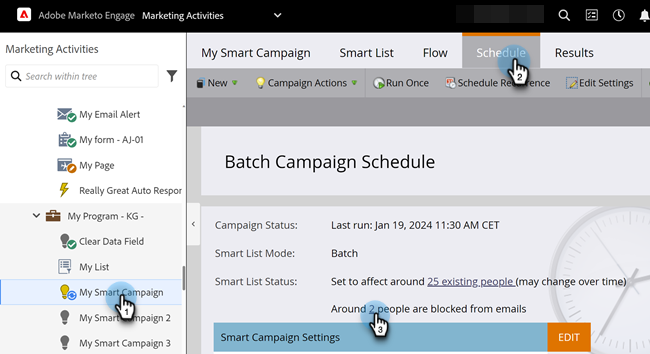 Adobe Marketo Engage
Marketing Activities
Marketing Activities
Search within tree
My Email Alert
My form - AJ-01
My Page
Really Great Auto Respon
My Program - KG -
Clear Data Field
My List
My Smart Campaign
1
My Smart Campaign 2
My Smart Campaign 3
My Smart Campaign
Smart List
Flow
Schedule
2
Results
New
Campaign Actions
Run Once
Schedule
Edit Settings
Batch Campaign Schedule
Campaign Status: Last run: Jan 19, 2024 11:30 AM CET
Smart List Mode: Batch
Smart List Status: Set to affect around 25 existing people (may change over time)
Around 2 people are blocked from emails
3
Smart Campaign Settings
EDIT